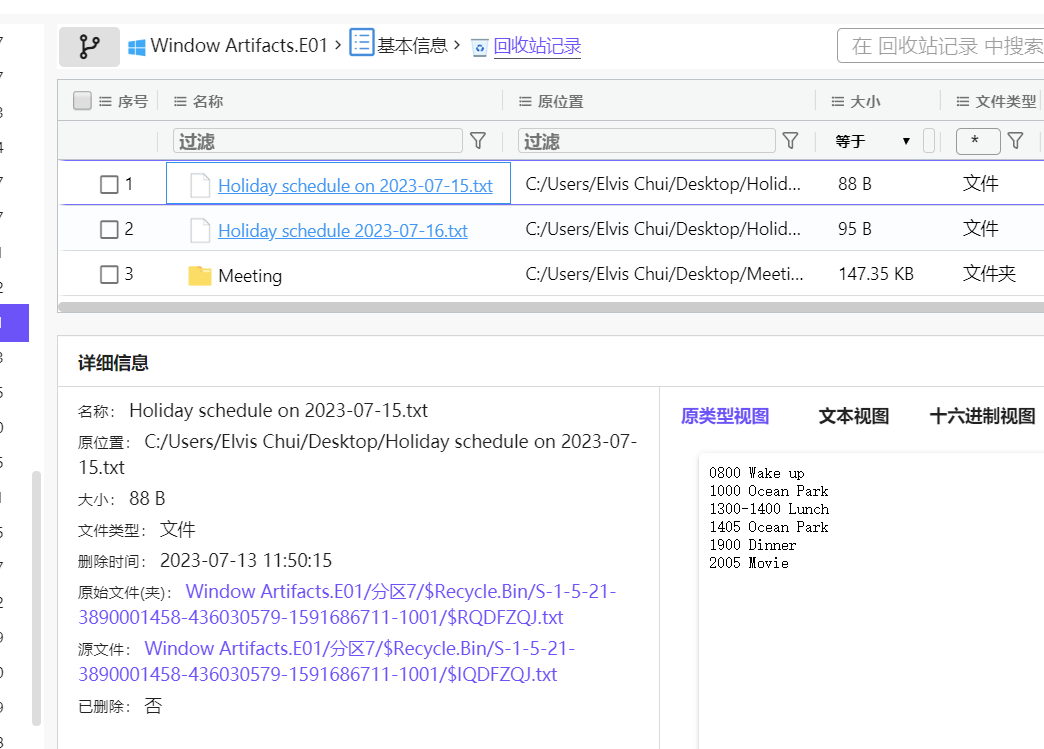 Window Artifacts.E01 › 基本信息 › 回收站记录
在 回收站记录 中搜索
序号 名称 原位置 大小 文件类型
过滤 过滤 等于 ▼ *
1 Holiday schedule on 2023-07-15.txt C:/Users/Elvis Chui/Desktop/Holid... 88 B 文件
2 Holiday schedule 2023-07-16.txt C:/Users/Elvis Chui/Desktop/Holid... 95 B 文件
3 Meeting C:/Users/Elvis Chui/Desktop/Meeti... 147.35 KB 文件夹
详细信息
名称: Holiday schedule on 2023-07-15.txt
原位置: C:/Users/Elvis Chui/Desktop/Holiday schedule on 2023-07-
15.txt
大小: 88 B
文件类型: 文件
删除时间: 2023-07-13 11:50:15
原始文件(夹): Window Artifacts.E01/分区7/$Recycle.Bin/S-1-5-21-
3890001458-436030579-1591686711-1001/$RQDFZQJ.txt
源文件: Window Artifacts.E01/分区7/$Recycle.Bin/S-1-5-21-
3890001458-436030579-1591686711-1001/$IQDFZQJ.txt
已删除: 否
原类型视图 文本视图 十六进制视图
0800 Wake up
1000 Ocean Park
1300-1400 Lunch
1405 Ocean Park
1900 Dinner
2005 Movie